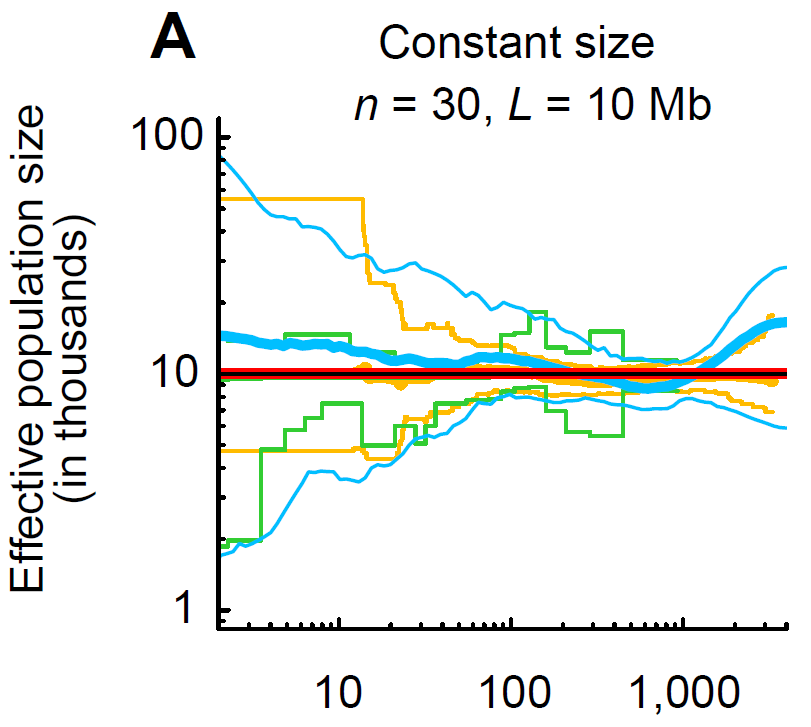 A
Constant size
n = 30, L = 10 Mb
Effective population size
(in thousands)
100
10
1
10
100
1,000